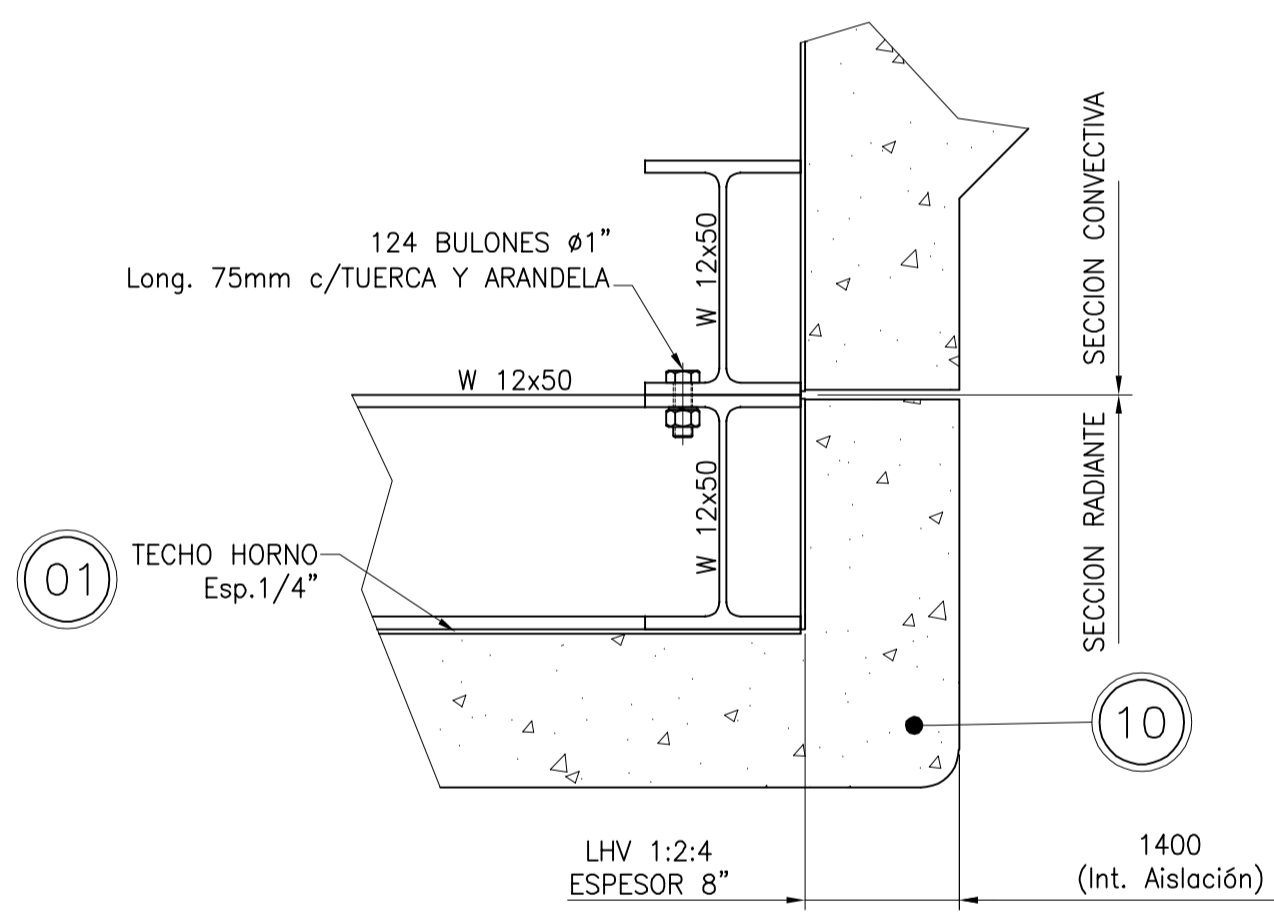 SECCION CONVECTIVA
W 12x50
124 BULONES ø1”
Long. 75mm c/TUERCA Y ARANDELA
W 12x50
SECCION RADIANTE
W 12x50
01
TECHO HORNO
Esp.1/4”
10
LHV 1:2:4
ESPESOR 8”
1400
(Int. Aislación)